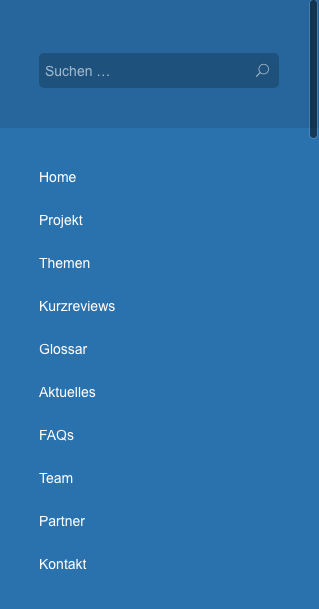 Suchen …
Home
Projekt
Themen
Kurzreviews
Glossar
Aktuelles
FAQs
Team
Partner
Kontakt